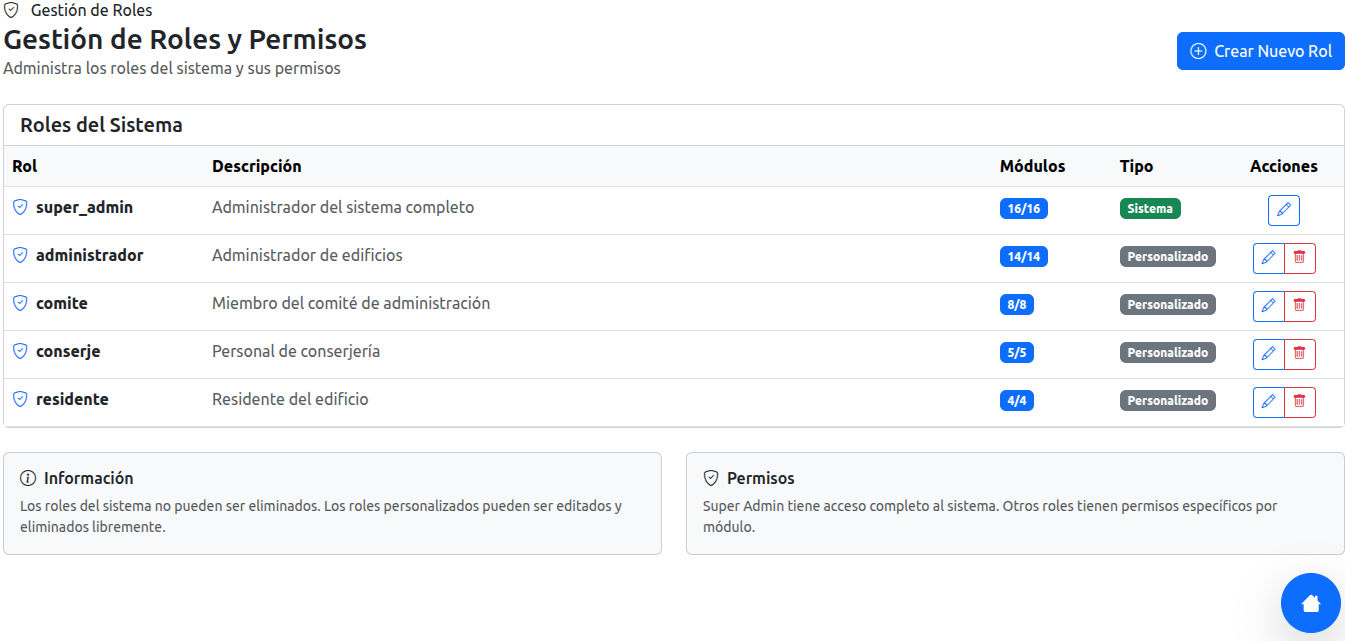 Gestión de Roles
Gestión de Roles y Permisos
Administra los roles del sistema y sus permisos
Crear Nuevo Rol
Roles del Sistema
Rol Descripción Módulos Tipo Acciones
super_admin Administrador del sistema completo 16/16 Sistema
administrador Administrador de edificios 14/14 Personalizado
comite Miembro del comité de administración 8/8 Personalizado
conserje Personal de conserjería 5/5 Personalizado
residente Residente del edificio 4/4 Personalizado
Información
Los roles del sistema no pueden ser eliminados. Los roles personalizados pueden ser editados y
eliminados libremente.
Permisos
Super Admin tiene acceso completo al sistema. Otros roles tienen permisos específicos por
módulo.